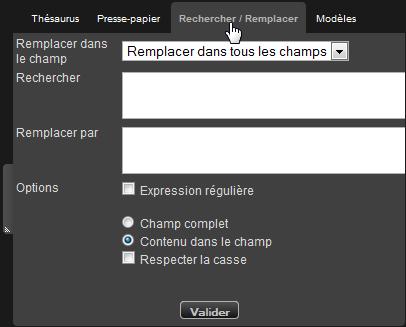 Thésaurus Presse-papier Rechercher / Remplacer Modèles
Remplacer dans le champ Remplacer dans tous les champs
Rechercher
Remplacer par
Options Expression régulière
Champ complet
Contenu dans le champ
Respecter la casse
Valider